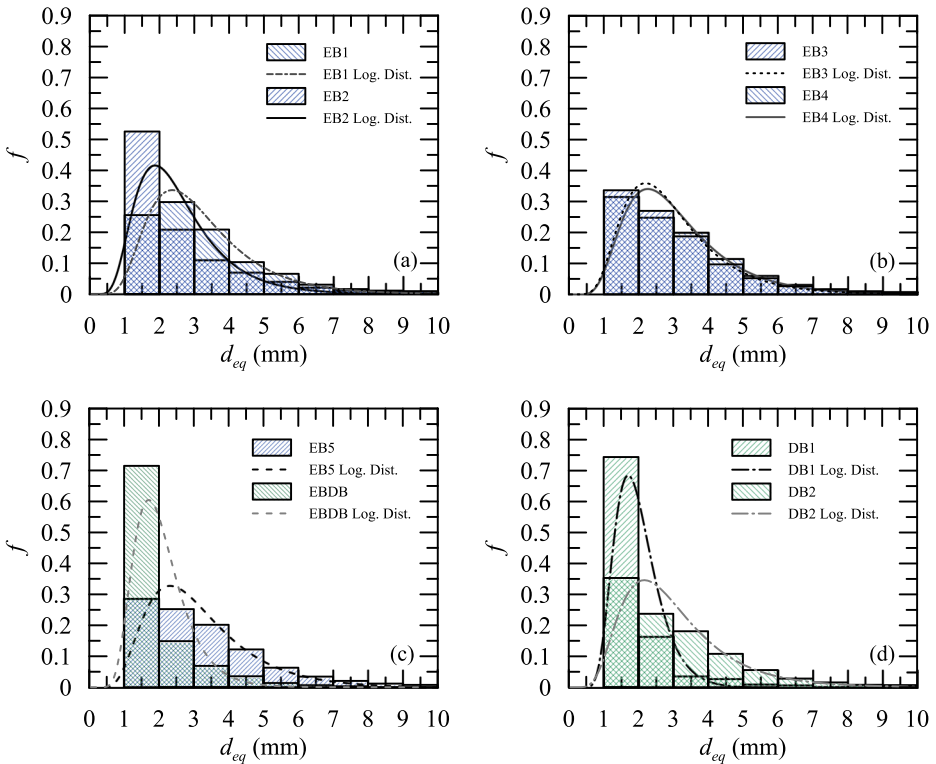 0.9
0.8
0.7
0.6
0.5
0.4
0.3
0.2
0.1
0
f
EB1
EB1 Log. Dist.
EB2
EB2 Log. Dist.
(a)
0 1 2 3 4 5 6 7 8 9 10
d_eq (mm)
0.9
0.8
0.7
0.6
0.5
0.4
0.3
0.2
0.1
0
f
EB3
EB3 Log. Dist.
EB4
EB4 Log. Dist.
(b)
0 1 2 3 4 5 6 7 8 9 10
d_eq (mm)
0.9
0.8
0.7
0.6
0.5
0.4
0.3
0.2
0.1
0
f
EB5
EB5 Log. Dist.
EBDB
EBDB Log. Dist.
(c)
0 1 2 3 4 5 6 7 8 9 10
d_eq (mm)
0.9
0.8
0.7
0.6
0.5
0.4
0.3
0.2
0.1
0
f
DB1
DB1 Log. Dist.
DB2
DB2 Log. Dist.
(d)
0 1 2 3 4 5 6 7 8 9 10
d_eq (mm)